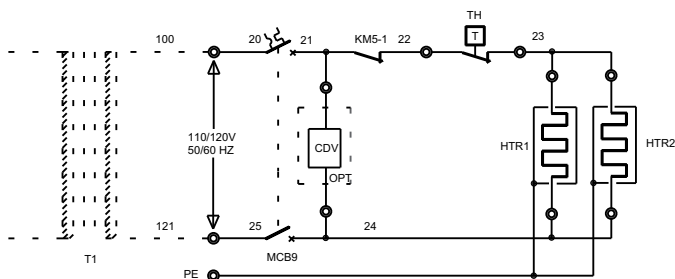 TH
100
20
21
KM5-1
22
T
23
110/120V
50/60 HZ
CDV
OPT
HTR1
HTR2
121
25
24
T1
MCB9
PE